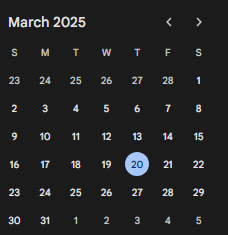 March 2025
S M T W T F S
23 24 25 26 27 28 1
2 3 4 5 6 7 8
9 10 11 12 13 14 15
16 17 18 19 20 21 22
23 24 25 26 27 28 29
30 31 1 2 3 4 5